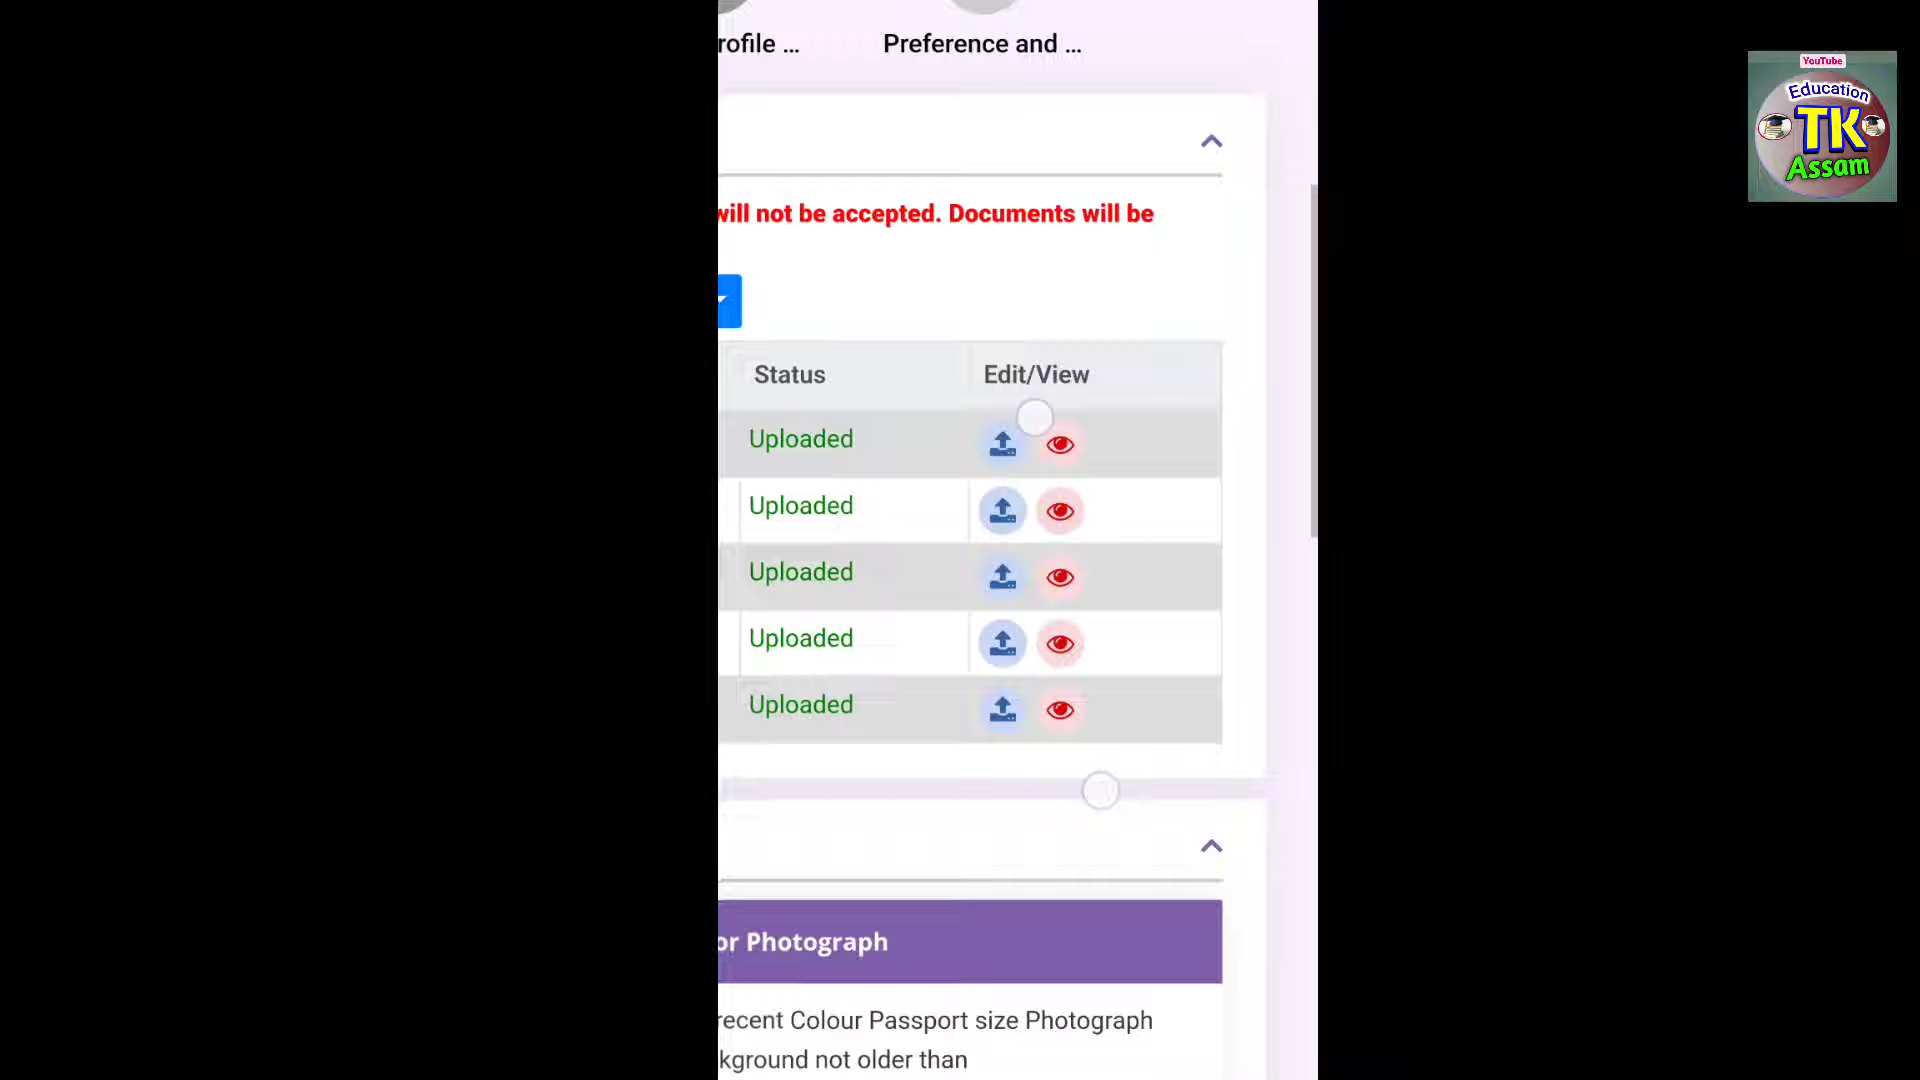 rofile ...
Preference and ...
will not be accepted. Documents will be
Status
Edit/View
Uploaded
Uploaded
Uploaded
Uploaded
Uploaded
or Photograph
recent Colour Passport size Photograph
kground not older than
YouTube
Education
TK
Assam